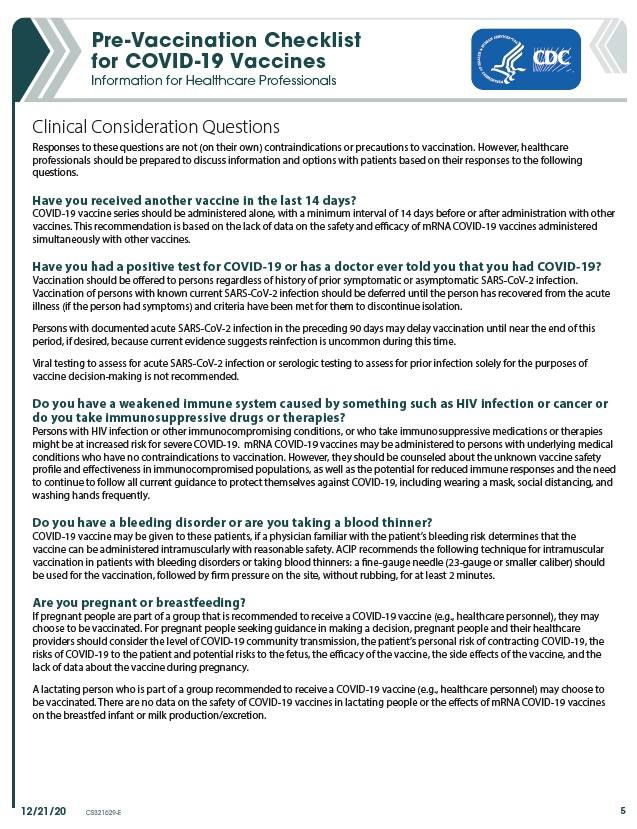 Pre-Vaccination Checklist
for COVID-19 Vaccines
Information for Healthcare Professionals
CDC
Clinical Consideration Questions
Responses to these questions are not (on their own) contraindications or precautions to vaccination. However, healthcare
professionals should be prepared to discuss information and options with patients based on their responses to the following
questions.
Have you received another vaccine in the last 14 days?
COVID-19 vaccine series should be administered alone, with a minimum interval of 14 days before or after administration with other
vaccines. This recommendation is based on the lack of data on the safety and efficacy of mRNA COVID-19 vaccines administered
simultaneously with other vaccines.
Have you had a positive test for COVID-19 or has a doctor ever told you that you had COVID-19?
Vaccination should be offered to persons regardless of history of prior symptomatic or asymptomatic SARS-CoV-2 infection.
Vaccination of persons with known current SARS-CoV-2 infection should be deferred until the person has recovered from the acute
illness (if the person had symptoms) and criteria have been met for them to discontinue isolation.
Persons with documented acute SARS-CoV-2 infection in the preceding 90 days may delay vaccination until near the end of this
period, if desired, because current evidence suggests reinfection is uncommon during this time.
Viral testing to assess for acute SARS-CoV-2 infection or serologic testing to assess for prior infection solely for the purposes of
vaccine decision-making is not recommended.
Do you have a weakened immune system caused by something such as HIV infection or cancer or
do you take immunosuppressive drugs or therapies?
Persons with HIV infection or other immunocompromising conditions, or who take immunosuppressive medications or therapies
might be at increased risk for severe COVID-19. mRNA COVID-19 vaccines may be administered to persons with underlying medical
conditions who have no contraindications to vaccination. However, they should be counseled about the unknown vaccine safety
profile and effectiveness in immunocompromised populations, as well as the potential for reduced immune responses and the need
to continue to follow all current guidance to protect themselves against COVID-19, including wearing a mask, social distancing, and
washing hands frequently.
Do you have a bleeding disorder or are you taking a blood thinner?
COVID-19 vaccine may be given to these patients, if a physician familiar with the patient's bleeding risk determines that the
vaccine can be administered intramuscularly with reasonable safety. ACIP recommends the following technique for intramuscular
vaccination in patients with bleeding disorders or taking blood thinners: a fine-gauge needle (23-gauge or smaller caliber) should
be used for the vaccination, followed by firm pressure on the site, without rubbing, for at least 2 minutes.
Are you pregnant or breastfeeding?
If pregnant people are part of a group that is recommended to receive a COVID-19 vaccine (e.g., healthcare personnel), they may
choose to be vaccinated. For pregnant people seeking guidance in making a decision, pregnant people and their healthcare
providers should consider the level of COVID-19 community transmission, the patient's personal risk of contracting COVID-19, the
risks of COVID-19 to the patient and potential risks to the fetus, the efficacy of the vaccine, the side effects of the vaccine, and the
lack of data about the vaccine during pregnancy.
A lactating person who is part of a group recommended to receive a COVID-19 vaccine (e.g., healthcare personnel) may choose to
be vaccinated. There are no data on the safety of COVID-19 vaccines in lactating people or the effects of mRNA COVID-19 vaccines
on the breastfed infant or milk production/excretion.
12/21/20 CS321629-E
5